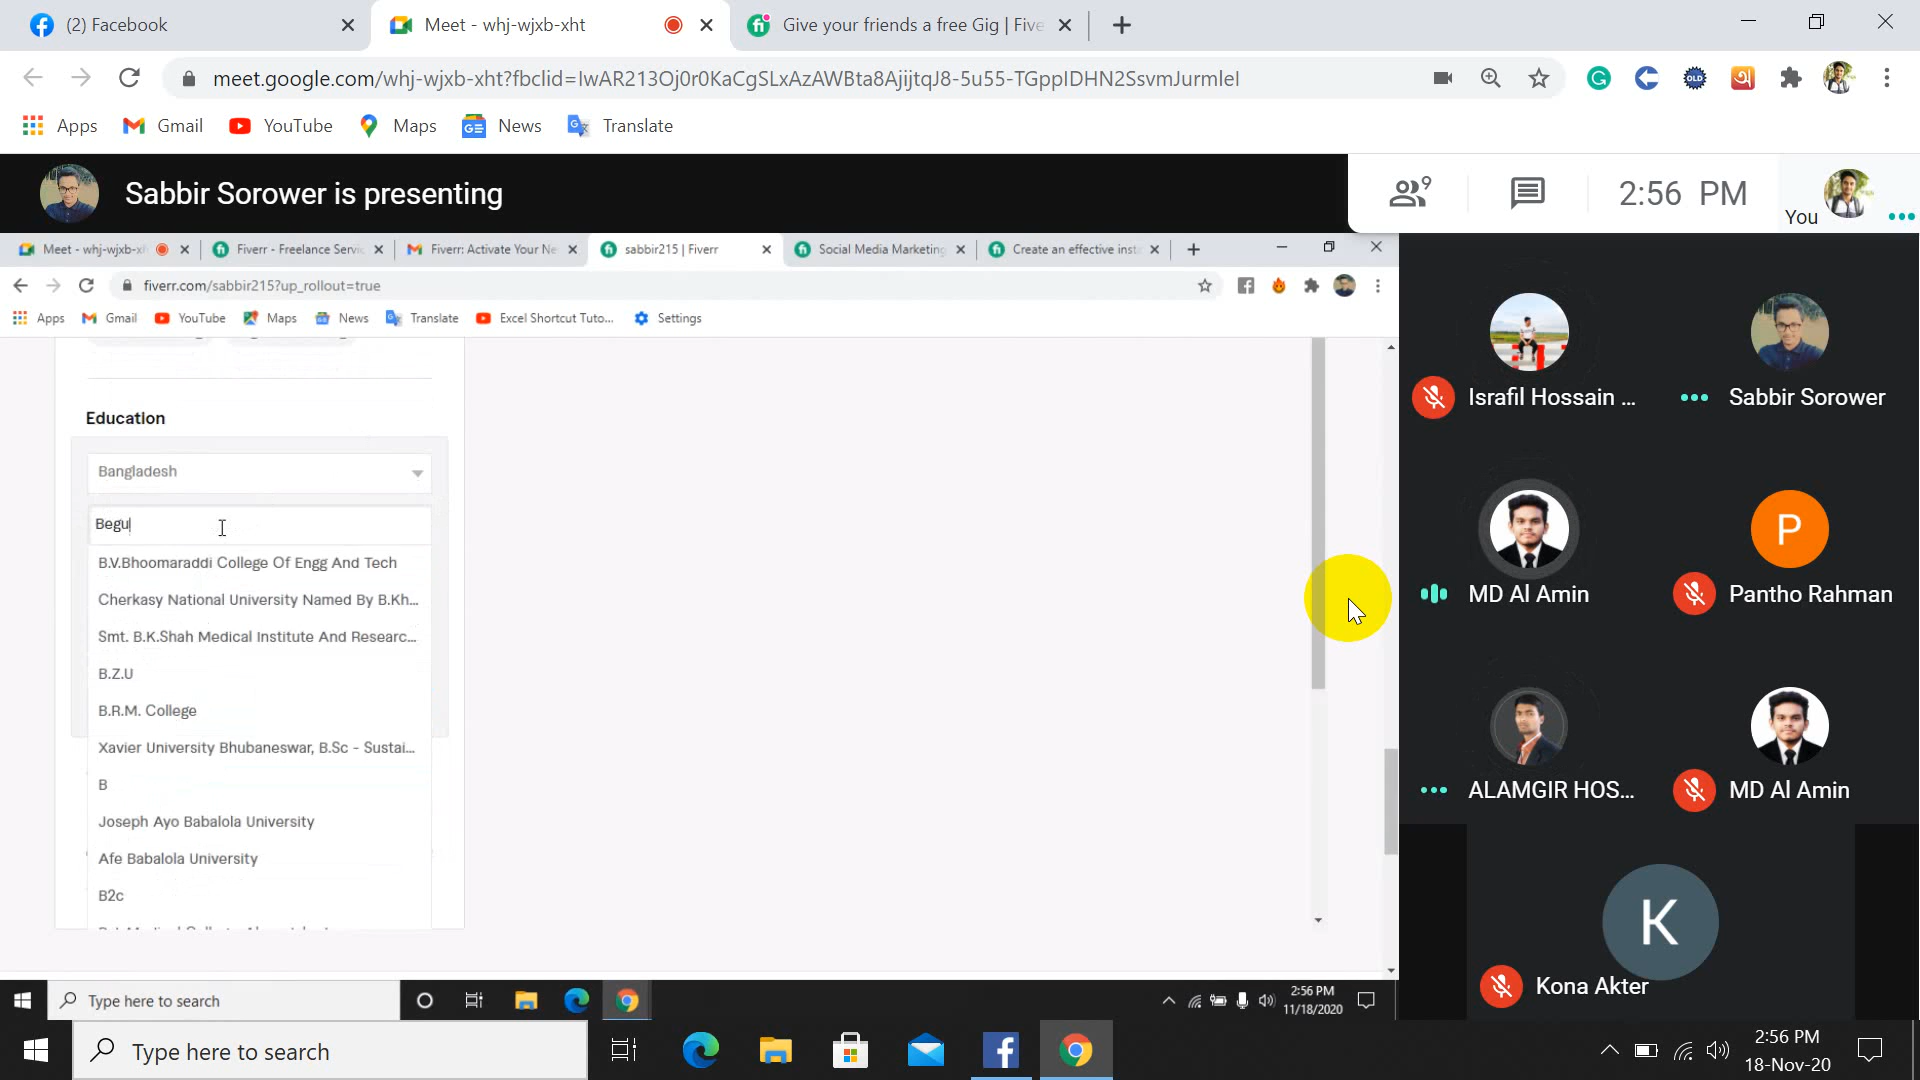 (2) Facebook
Meet - whj-wjxb-xht
Give your friends a free Gig | Five
meet.google.com/whj-wjxb-xht?fbclid=IwAR213Oj0r0KaCgSLxAzAWBta8AjijtqJ8-5u55-TGppIDHN2SsvmJurmleI
OLD
Apps
Gmail
YouTube
Maps
News
Translate
Sabbir Sorower is presenting
9
2:56 PM
You
Meet - whj-wjxb-xh
Fiverr - Freelance Servic
Fiverr: Activate Your Ne
sabbir215 | Fiverr
Social Media Marketing
Create an effective insta
fiverr.com/sabbir215?up_rollout=true
Apps
Gmail
YouTube
Maps
News
Translate
Excel Shortcut Tuto...
Settings
Education
Bangladesh
Begu
B.V.Bhoomaraddi College Of Engg And Tech
Cherkasy National University Named By B.Kh...
Smt. B.K.Shah Medical Institute And Researc...
B.Z.U
B.R.M. College
Xavier University Bhubaneswar, B.Sc - Sustai...
B
Joseph Ayo Babalola University
Afe Babalola University
B2c
Israfil Hossain ...
Sabbir Sorower
MD Al Amin
P
Pantho Rahman
ALAMGIR HOS...
MD Al Amin
K
Kona Akter
Type here to search
2:56 PM
11/18/2020
Type here to search
2:56 PM
18-Nov-20